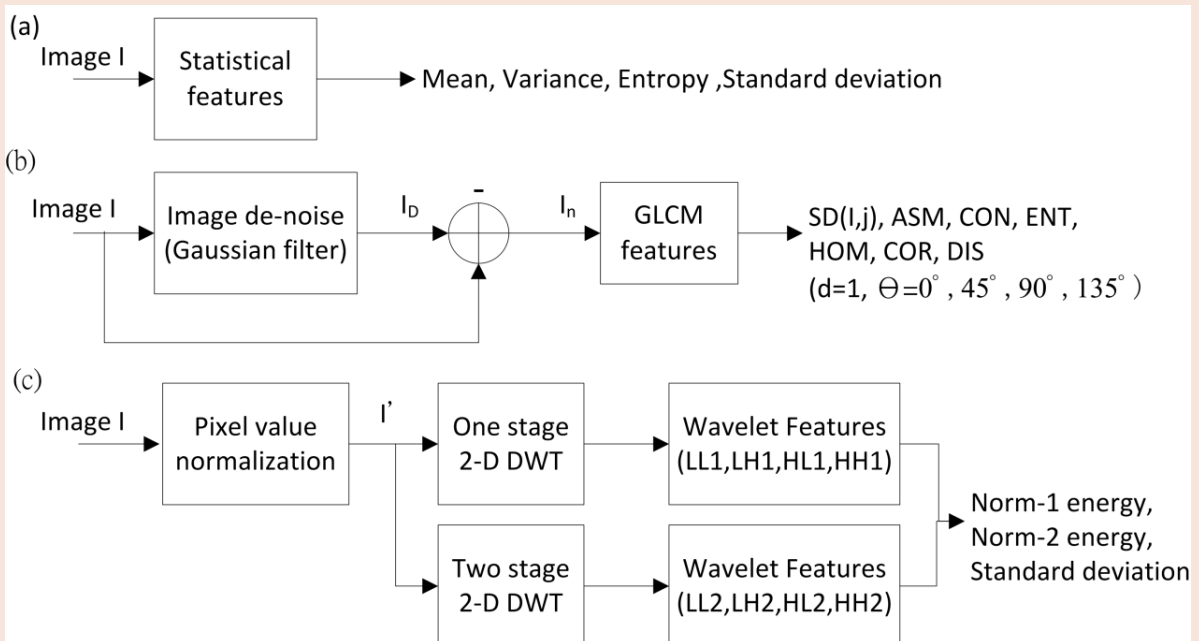 (a)
Image I
Statistical
features
Mean, Variance, Entropy ,Standard deviation
(b)
Image I
Image de-noise
(Gaussian filter)
I_D
-
I_n
GLCM
features
SD(I,j), ASM, CON, ENT,
HOM, COR, DIS
(d=1, Θ=0°, 45°, 90°, 135°)
(c)
Image I
Pixel value
normalization
I'
One stage
2-D DWT
Wavelet Features
(LL1,LH1,HL1,HH1)
Two stage
2-D DWT
Wavelet Features
(LL2,LH2,HL2,HH2)
Norm-1 energy,
Norm-2 energy,
Standard deviation